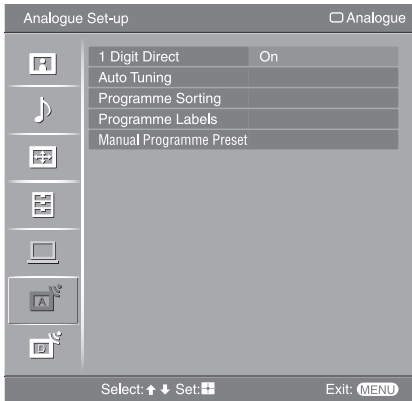 Analogue Set-up Analogue
1 Digit Direct On
Auto Tuning
Programme Sorting
Programme Labels
Manual Programme Preset
A
D
Select: Set: Exit: MENU